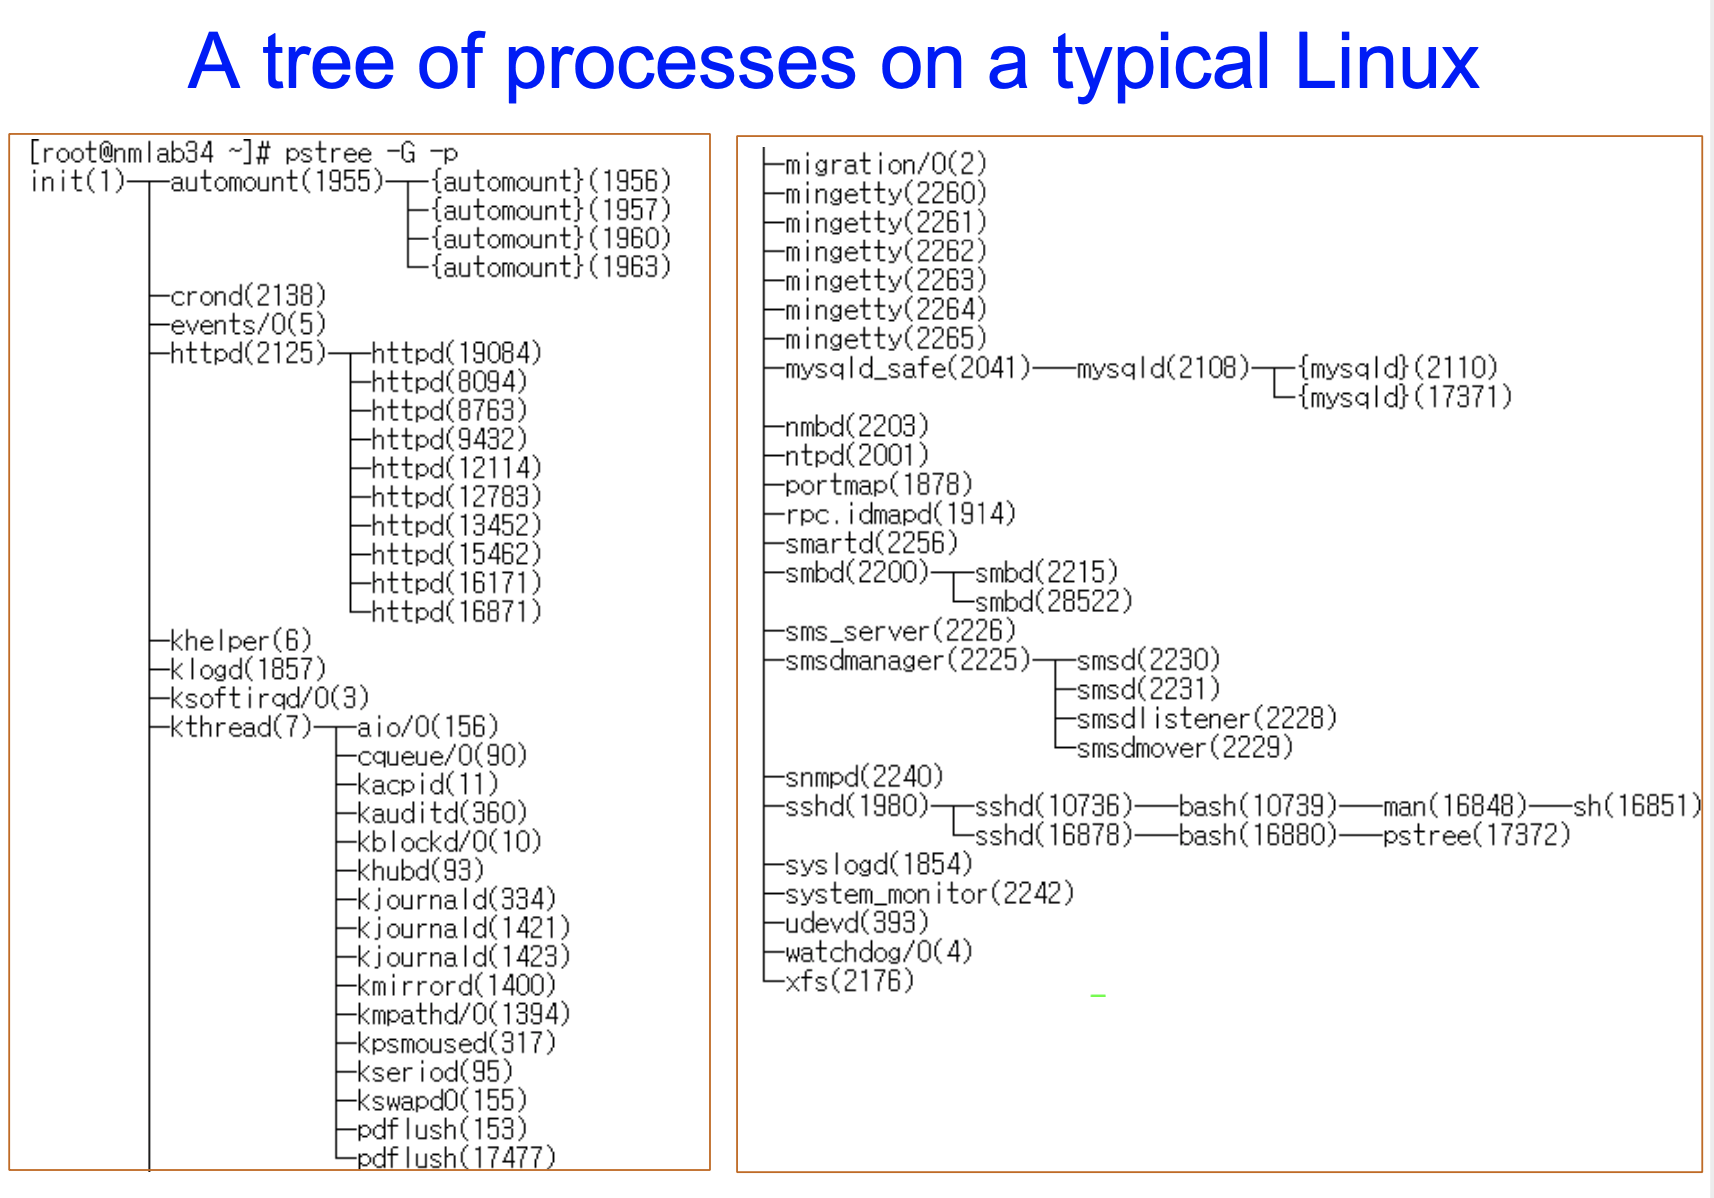 A tree of processes on a typical Linux
[root@nmlab34 ~]# pstree -G -p
init(1)─┬─automount(1955)─┬─{automount}(1956)
├─{automount}(1957)
├─{automount}(1960)
└─{automount}(1963)
├─crond(2138)
├─events/0(5)
├─httpd(2125)─┬─httpd(19084)
├─httpd(8094)
├─httpd(8763)
├─httpd(9432)
├─httpd(12114)
├─httpd(12783)
├─httpd(13452)
├─httpd(15462)
├─httpd(16171)
└─httpd(16871)
├─khelper(6)
├─klogd(1857)
├─ksoftirqd/0(3)
├─kthread(7)─┬─aio/0(156)
├─cqueue/0(90)
├─kacpid(11)
├─kauditd(360)
├─kblockd/0(10)
├─khubd(93)
├─kjournald(334)
├─kjournald(1421)
├─kjournald(1423)
├─kmirrord(1400)
├─kmpathd/0(1394)
├─kpsmoused(317)
├─kseriod(95)
├─kswapd0(155)
├─pdflush(153)
└─pdflush(17477)
├─migration/0(2)
├─mingetty(2260)
├─mingetty(2261)
├─mingetty(2262)
├─mingetty(2263)
├─mingetty(2264)
├─mingetty(2265)
├─mysqld_safe(2041)───mysqld(2108)─┬─{mysqld}(2110)
└─{mysqld}(17371)
├─nmbd(2203)
├─ntpd(2001)
├─portmap(1878)
├─rpc.idmapd(1914)
├─smartd(2256)
├─smbd(2200)─┬─smbd(2215)
└─smbd(28522)
├─sms_server(2226)
├─smsdmanager(2225)─┬─smsd(2230)
├─smsd(2231)
├─smsdlistener(2228)
└─smsdmover(2229)
├─snmpd(2240)
├─sshd(1980)─┬─sshd(10736)───bash(10739)───man(16848)───sh(16851)
└─sshd(16878)───bash(16880)───pstree(17372)
├─syslogd(1854)
├─system_monitor(2242)
├─udevd(393)
├─watchdog/0(4)
└─xfs(2176)